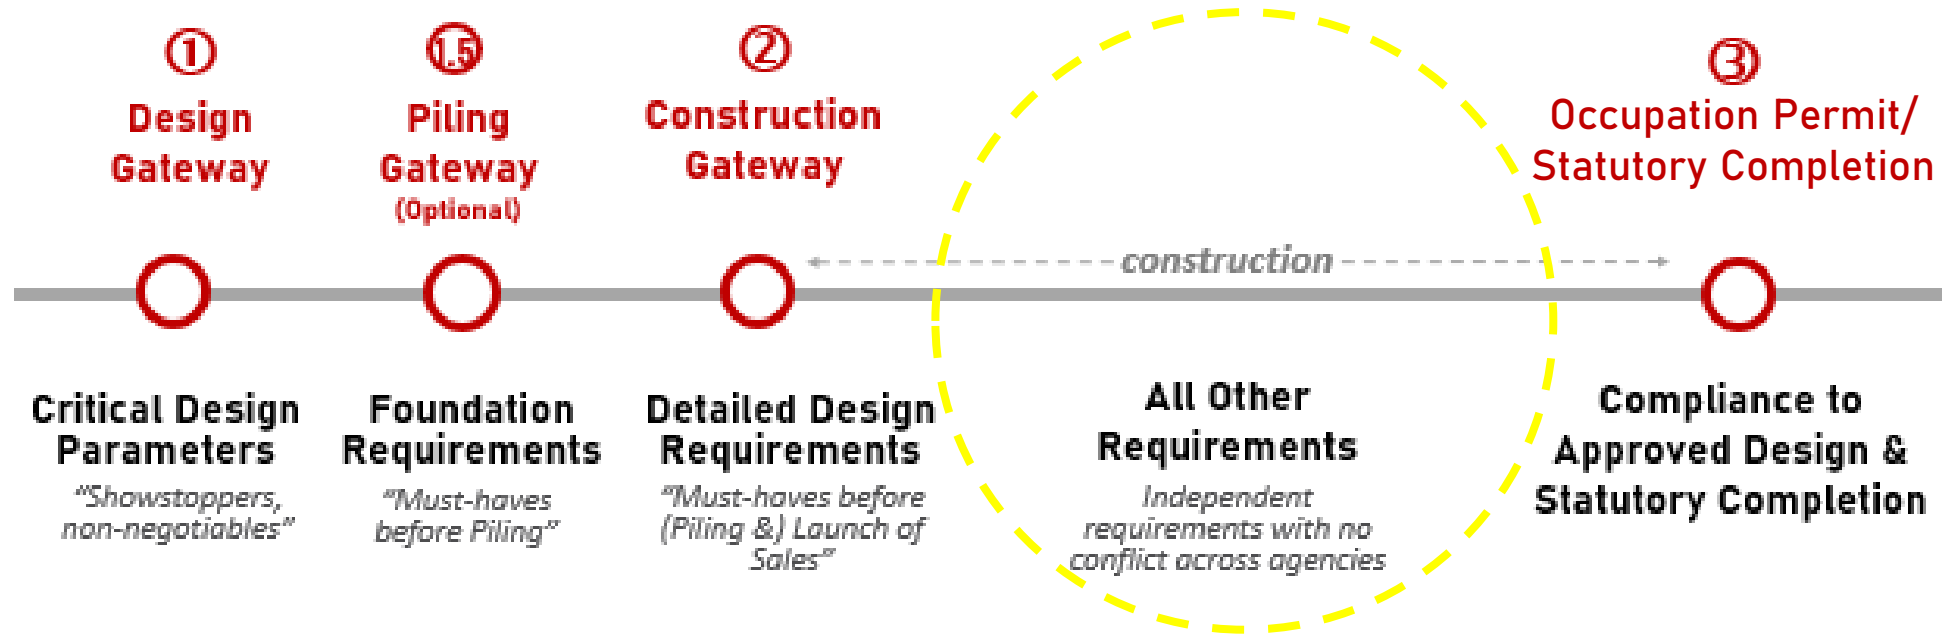 ①
Design
Gateway
1.5
Piling
Gateway
(Optional)
②
Construction
Gateway
③
Occupation Permit/
Statutory Completion
construction
Critical Design
Parameters
“Showstoppers,
non-negotiables”
Foundation
Requirements
“Must-haves
before Piling”
Detailed Design
Requirements
“Must-haves before
(Piling &) Launch of
Sales”
All Other
Requirements
Independent
requirements with no
conflict across agencies
Compliance to
Approved Design &
Statutory Completion